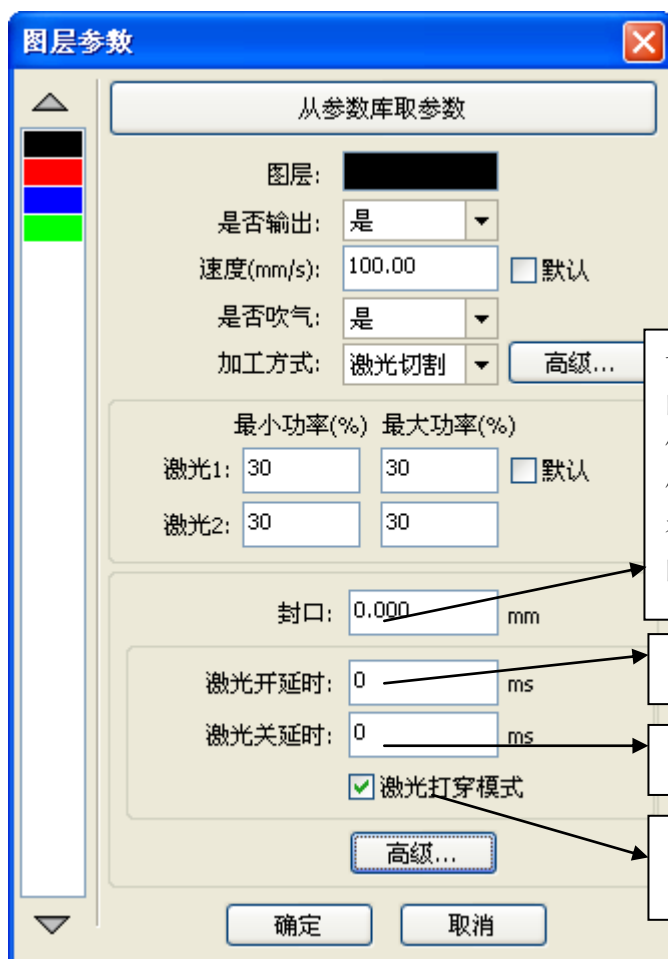 图层参数
从参数库取参数
图层:
是否输出: 是
速度(mm/s): 100.00 默认
是否吹气: 是
加工方式: 激光切割 高级...
最小功率(%) 最大功率(%)
激光1: 30 30 默认
激光2: 30 30
封口: 0.000 mm
激光开延时: 0 ms
激光关延时: 0 ms
激光打穿模式
高级...
确定 取消